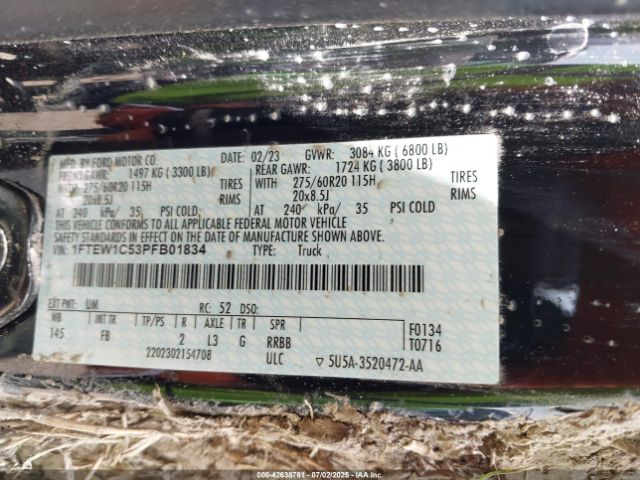 MFD. BY FORD MOTOR CO.
DATE: 02/23 GVWR: 3084 KG ( 6800 LB)
FRONT GAWR: 1497 KG ( 3300 LB)
REAR GAWR: 1724 KG ( 3800 LB)
WITH 275/60R20 115H TIRES
WITH 275/60R20 115H TIRES
20x8.5J RIMS
20x8.5J RIMS
AT 240 kPa/ 35 PSI COLD
AT 240 kPa/ 35 PSI COLD
THIS VEHICLE CONFORMS TO ALL APPLICABLE FEDERAL MOTOR VEHICLE
SAFETY AND THEFT PREVENTION STANDARDS IN EFFECT ON THE DATE
OF MANUFACTURE SHOWN ABOVE.
VIN: 1FTEW1C53PFB01834
TYPE: Truck
EXT PNT: UM RC: 52 DSO:
WB INT TR TP/PS R AXLE TR SPR
145 FB 2 L3 G RRBB
F0134
T0716
2202302154708 ULC ▽ 5U5A-3520472-AA
000-42638761 07/02/2025 IAA Inc.